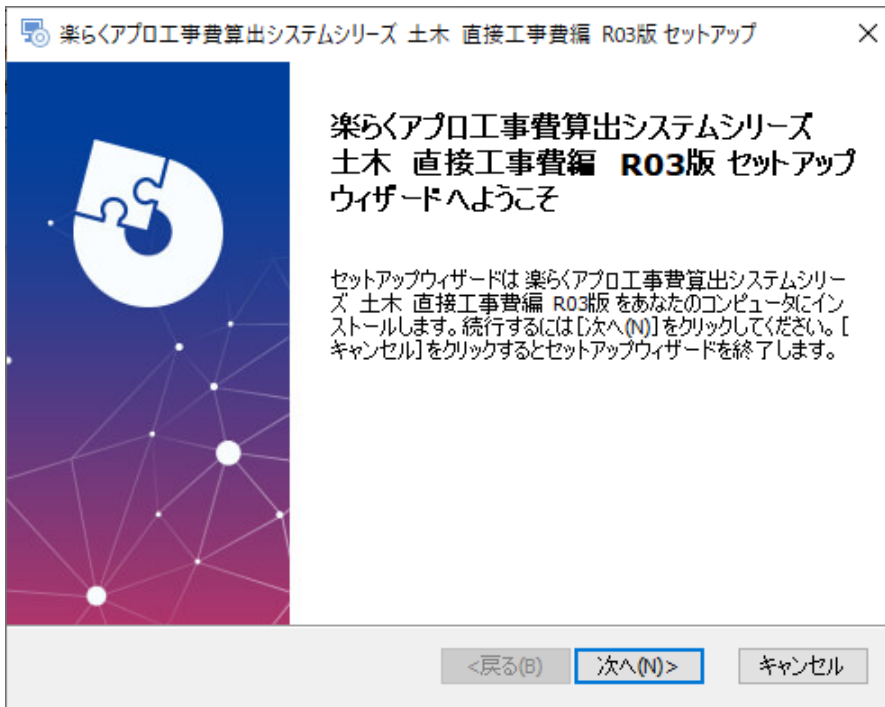 楽らくアプロ工事費算出システムシリーズ 土木 直接工事費編 R03版 セットアップ
楽らくアプロ工事費算出システムシリーズ
土木 直接工事費編 R03版 セットアップ
ウィザードへようこそ
セットアップウィザードは 楽らくアプロ工事費算出システムシリー
ズ 土木 直接工事費編 R03版 をあなたのコンピュータにイン
ストールします。続行するには[次へ(N)]をクリックしてください。[
キャンセル]をクリックするとセットアップウィザードを終了します。
<戻る(B)
次へ(N)>
キャンセル